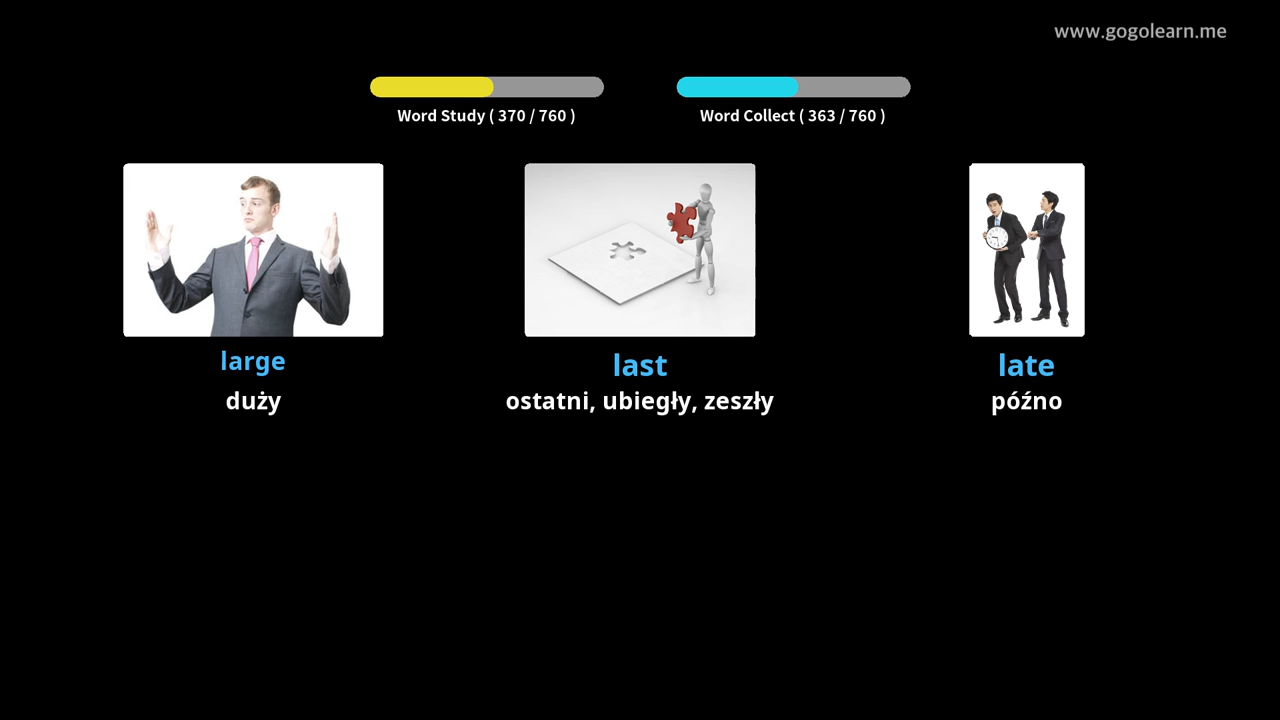 www.gogolearn.me
Word Study ( 370 / 760 )
Word Collect ( 363 / 760 )
large
last
late
duży
ostatni, ubiegły, zeszły
późno